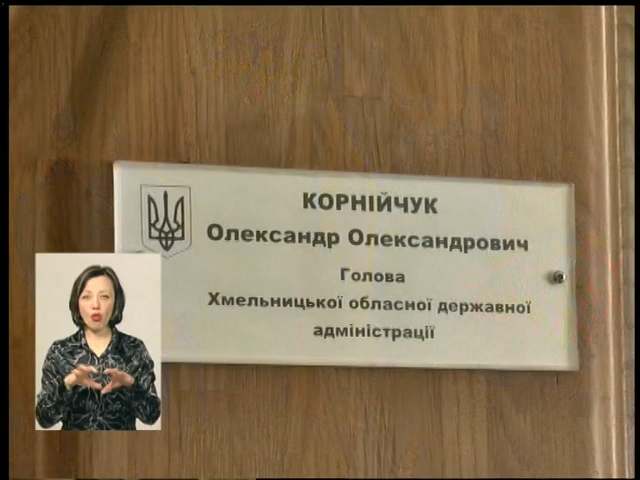 КОРНІЙЧУК
Олександр Олександрович
Голова
Хмельницької обласної державної
адміністрації